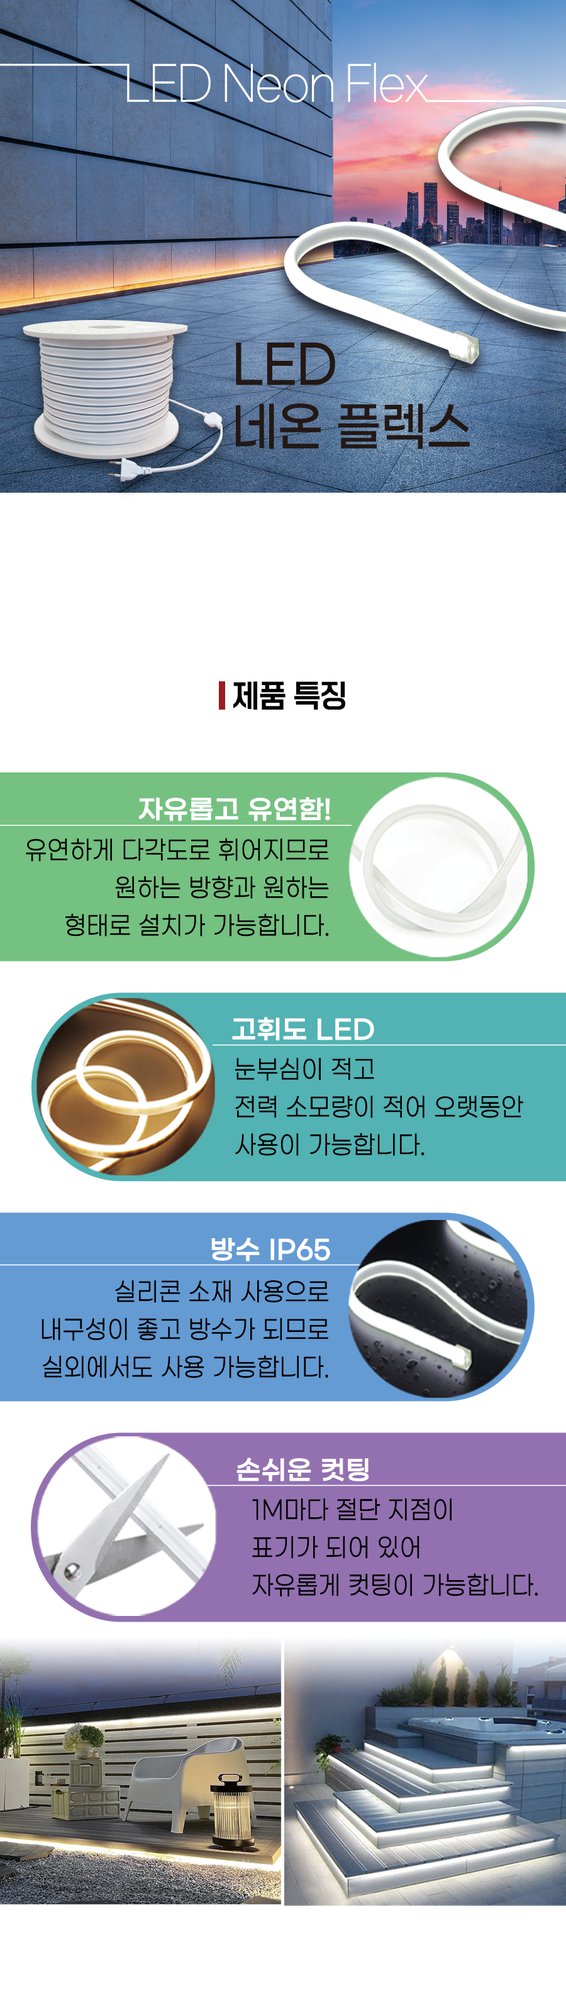 LED Neon Flex
LED
네온 플렉스
제품 특징
자유롭고 유연함!
유연하게 다각도로 휘어지므로
원하는 방향과 원하는
형태로 설치가 가능합니다.
고휘도 LED
눈부심이 적고
전력 소모량이 적어 오랫동안
사용이 가능합니다.
방수 IP65
실리콘 소재 사용으로
내구성이 좋고 방수가 되므로
실외에서도 사용 가능합니다.
손쉬운 컷팅
1M마다 절단 지점이
표기가 되어 있어
자유롭게 컷팅이 가능합니다.